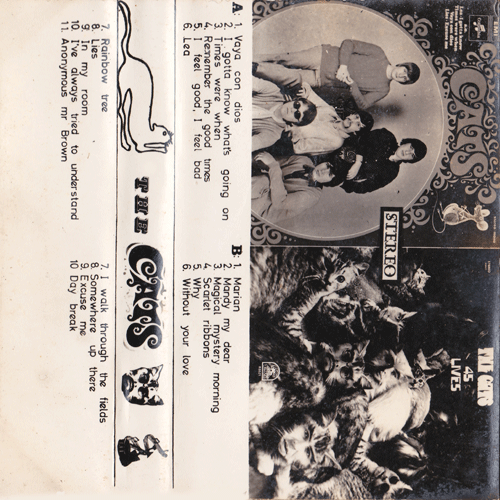 A: 1. Vaya con dios
2. I gotta know what's going on
3. Times were when
4. Remember the good times
5. I feel good, I feel bad
6. Lea
7. Rainbow tree
8. Lies
9. In my room
10. I've always tried to understand
11. Anonymous mr Brown
THE CATS
B: 1. Marian
2. Mandy my dear
3. Magical mystery morning
4. Scarlet ribbons
5. Why
6. Without your love
7. I walk through the fields
8. Somewhere up there
9. Excuse me
10 Day break
CATS
STEREO
THE CATS
45
LIVES